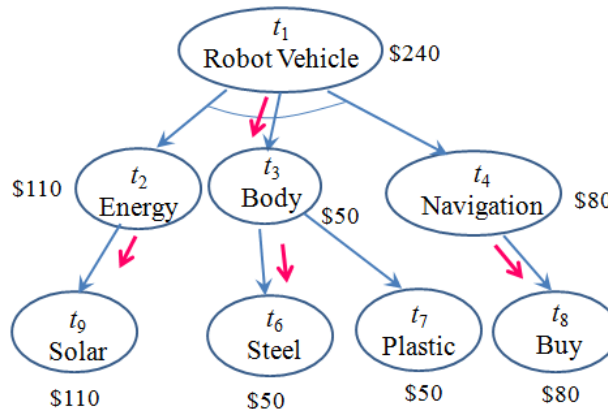 t1
Robot Vehicle
$240
t2
Energy
$110
t3
Body
$50
t4
Navigation
$80
t9
Solar
$110
t6
Steel
$50
t7
Plastic
$50
t8
Buy
$80